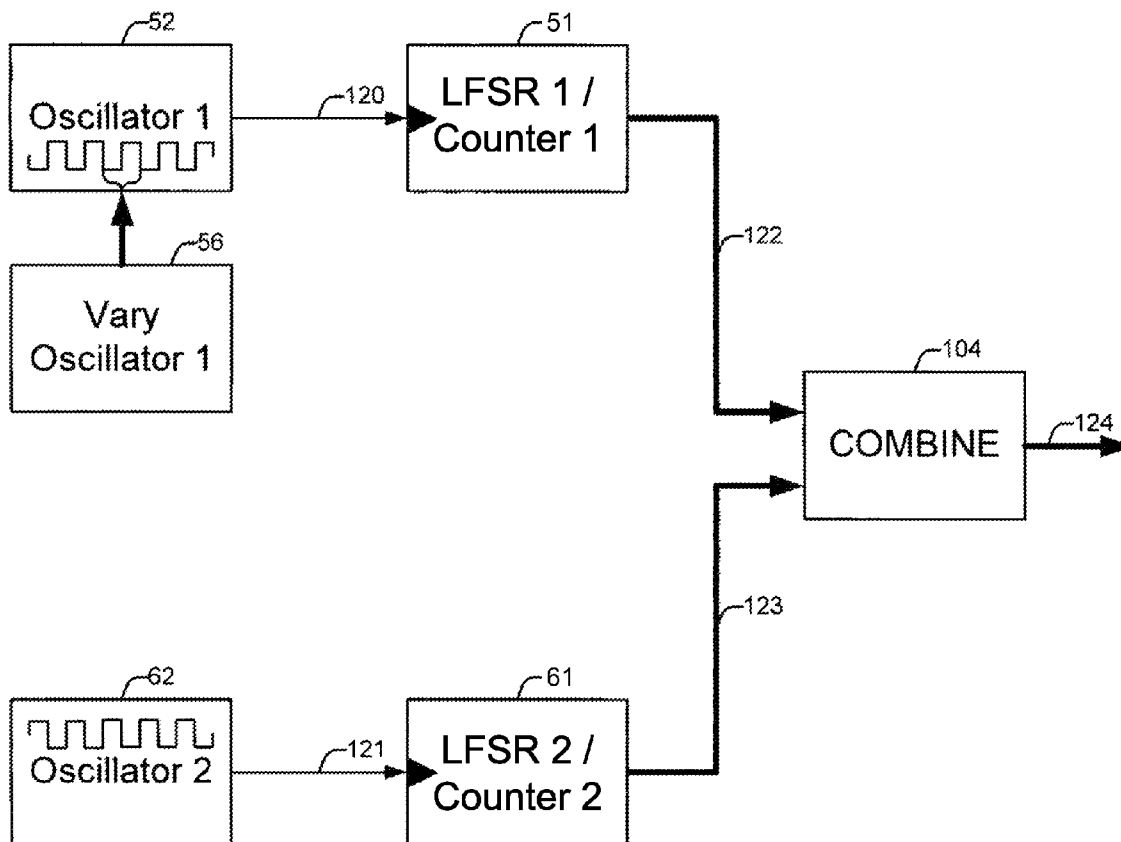 52
Oscillator 1
120
51
LFSR 1 /
Counter 1
56
Vary
Oscillator 1
122
104
COMBINE
124
123
62
Oscillator 2
121
61
LFSR 2 /
Counter 2